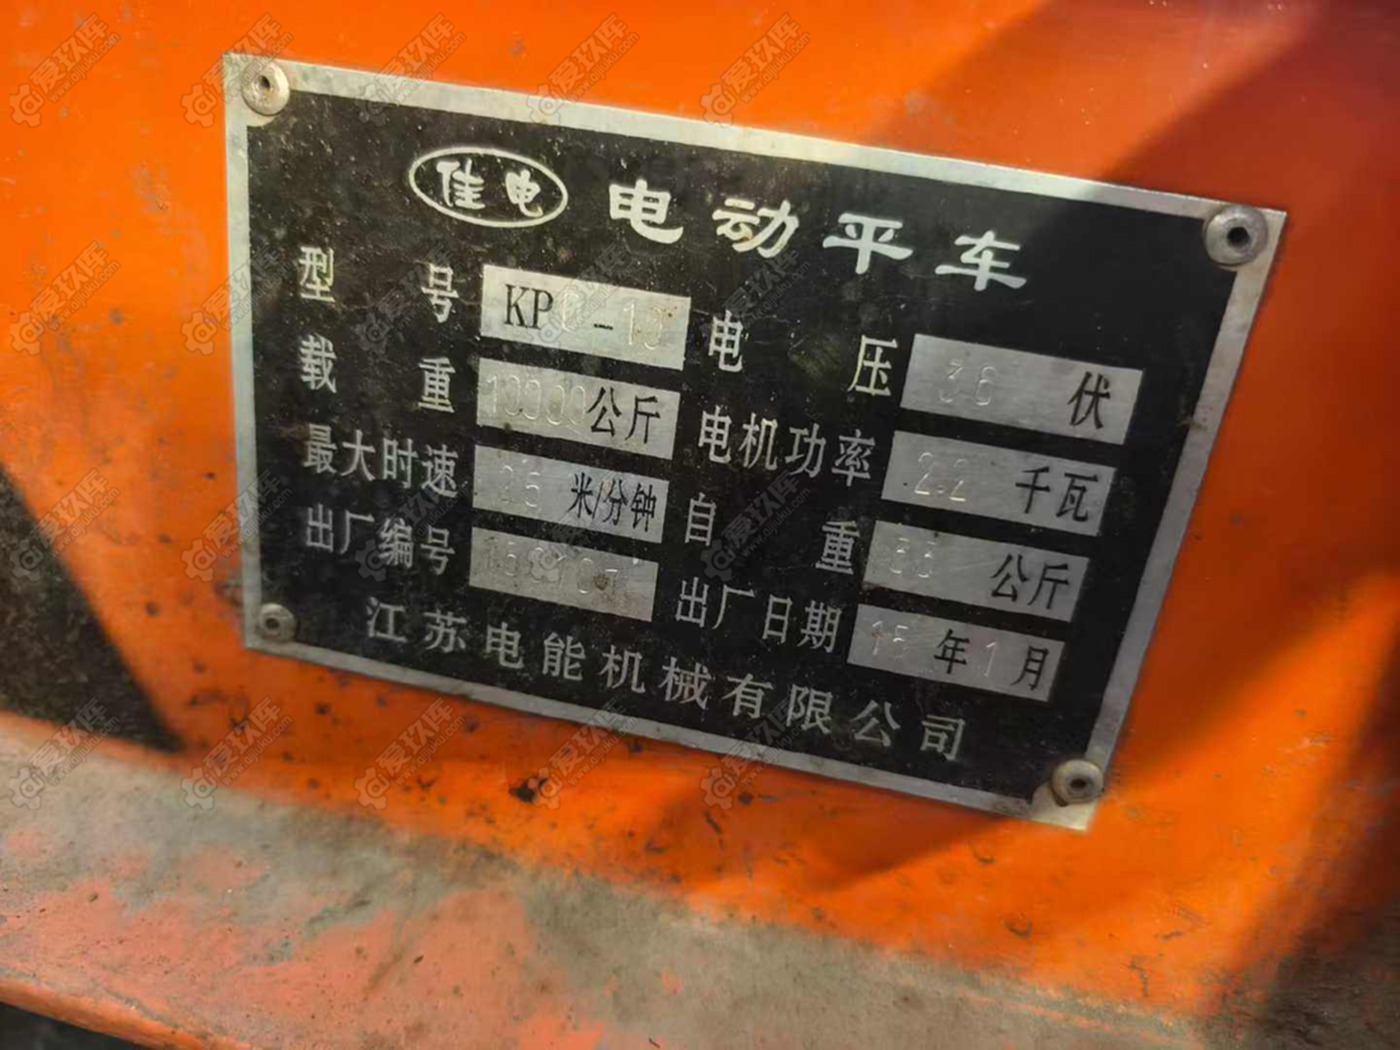 佳电 电动平车
型号 KP -10 电压 36 伏
载重 10000公斤 电机功率 2.2 千瓦
最大时速 25 米/分钟 自重 公斤
出厂编号 出厂日期 15 年 1 月
江苏电能机械有限公司